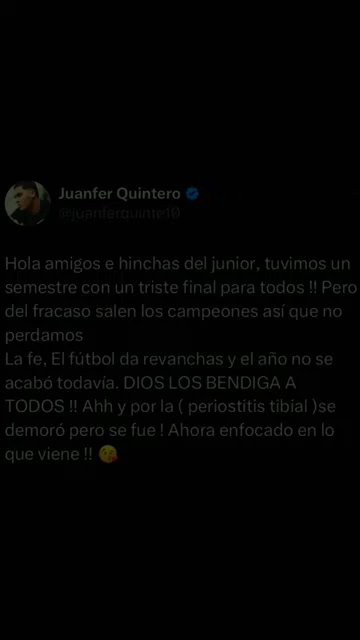 Juanfer Quintero
@juanferquinte10
Hola amigos e hinchas del junior, tuvimos un
semestre con un triste final para todos !! Pero
del fracaso salen los campeones así que no
perdamos
La fe, El fútbol da revanchas y el año no se
acabó todavía. DIOS LOS BENDIGA A
TODOS !! Ahh y por la ( periostitis tibial )se
demoró pero se fue ! Ahora enfocado en lo
que viene !! 😘